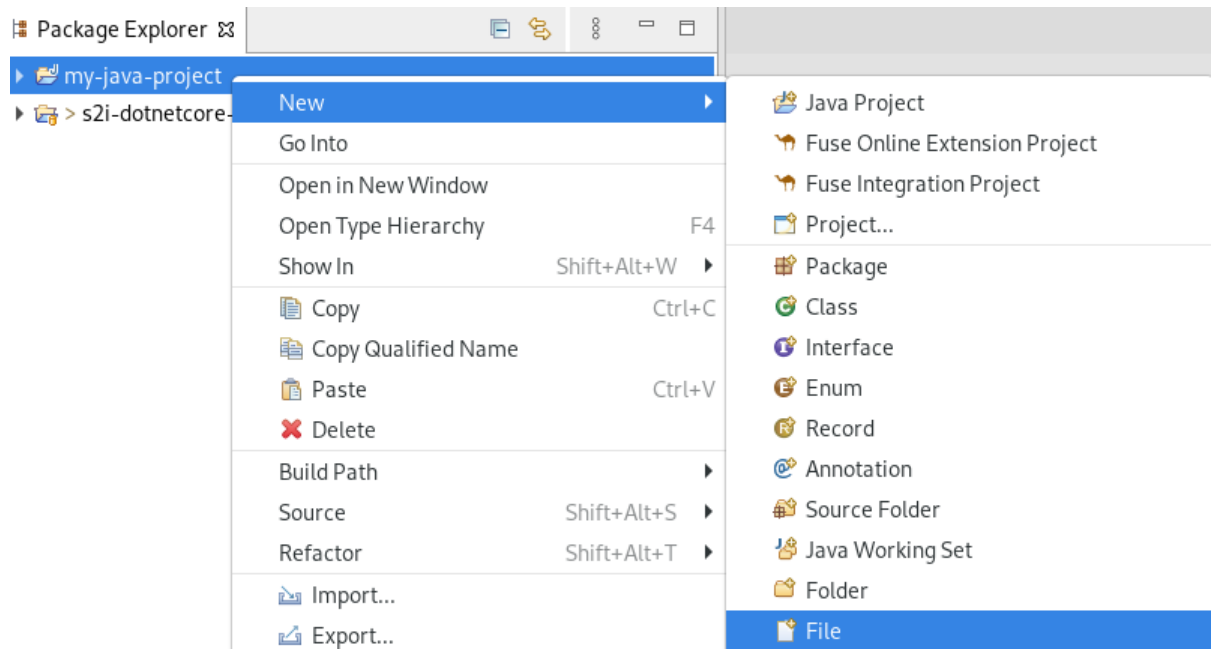 Package Explorer
my-java-project
> s2i-dotnetcore-
New
Go Into
Open in New Window
Open Type Hierarchy F4
Show In Shift+Alt+W
Copy Ctrl+C
Copy Qualified Name
Paste Ctrl+V
Delete
Build Path
Source Shift+Alt+S
Refactor Shift+Alt+T
Import...
Export...
Java Project
Fuse Online Extension Project
Fuse Integration Project
Project...
Package
Class
Interface
Enum
Record
Annotation
Source Folder
Java Working Set
Folder
File